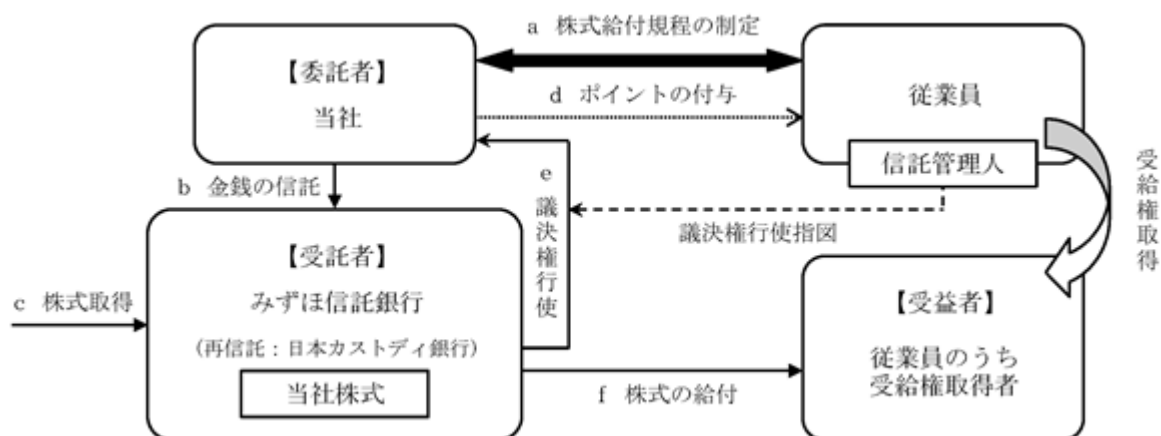 a 株式給付規程の制定
【委託者】
当社
従業員
d ポイントの付与
信託管理人
b 金銭の信託
e 議決権行使
議決権行使指図
受給権取得
【受託者】
みずほ信託銀行
(再信託：日本カストディ銀行)
当社株式
c 株式取得
f 株式の給付
【受益者】
従業員のうち
受給権取得者